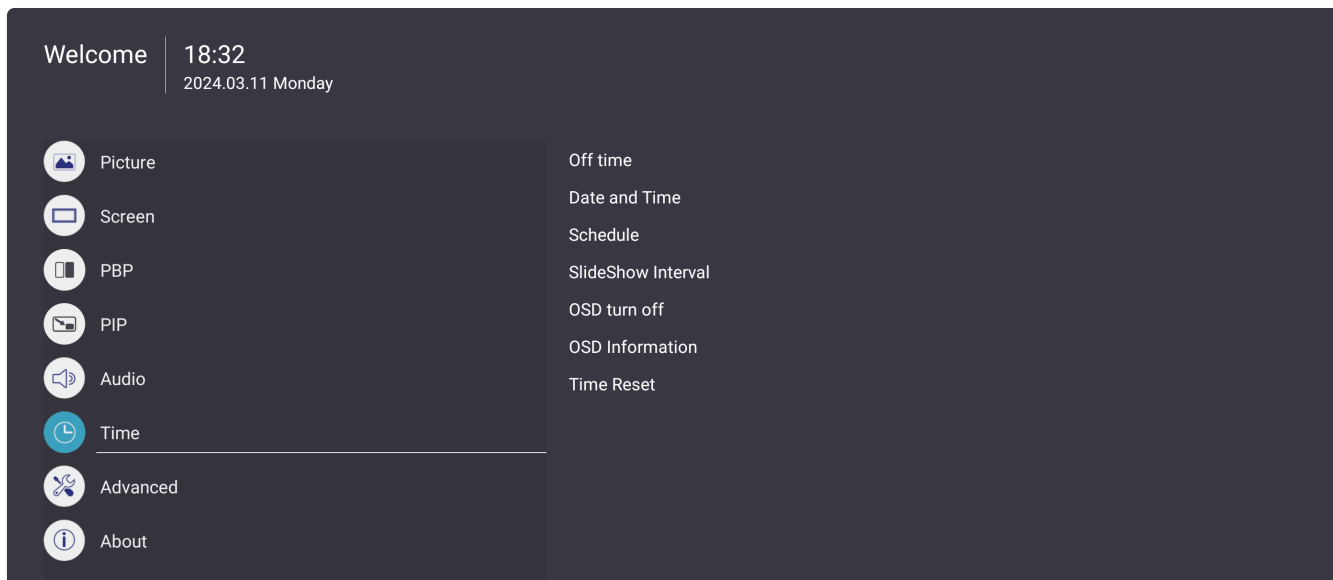 Welcome
18:32
2024.03.11 Monday
Picture
Screen
PBP
PIP
Audio
Time
Advanced
About
Off time
Date and Time
Schedule
SlideShow Interval
OSD turn off
OSD Information
Time Reset